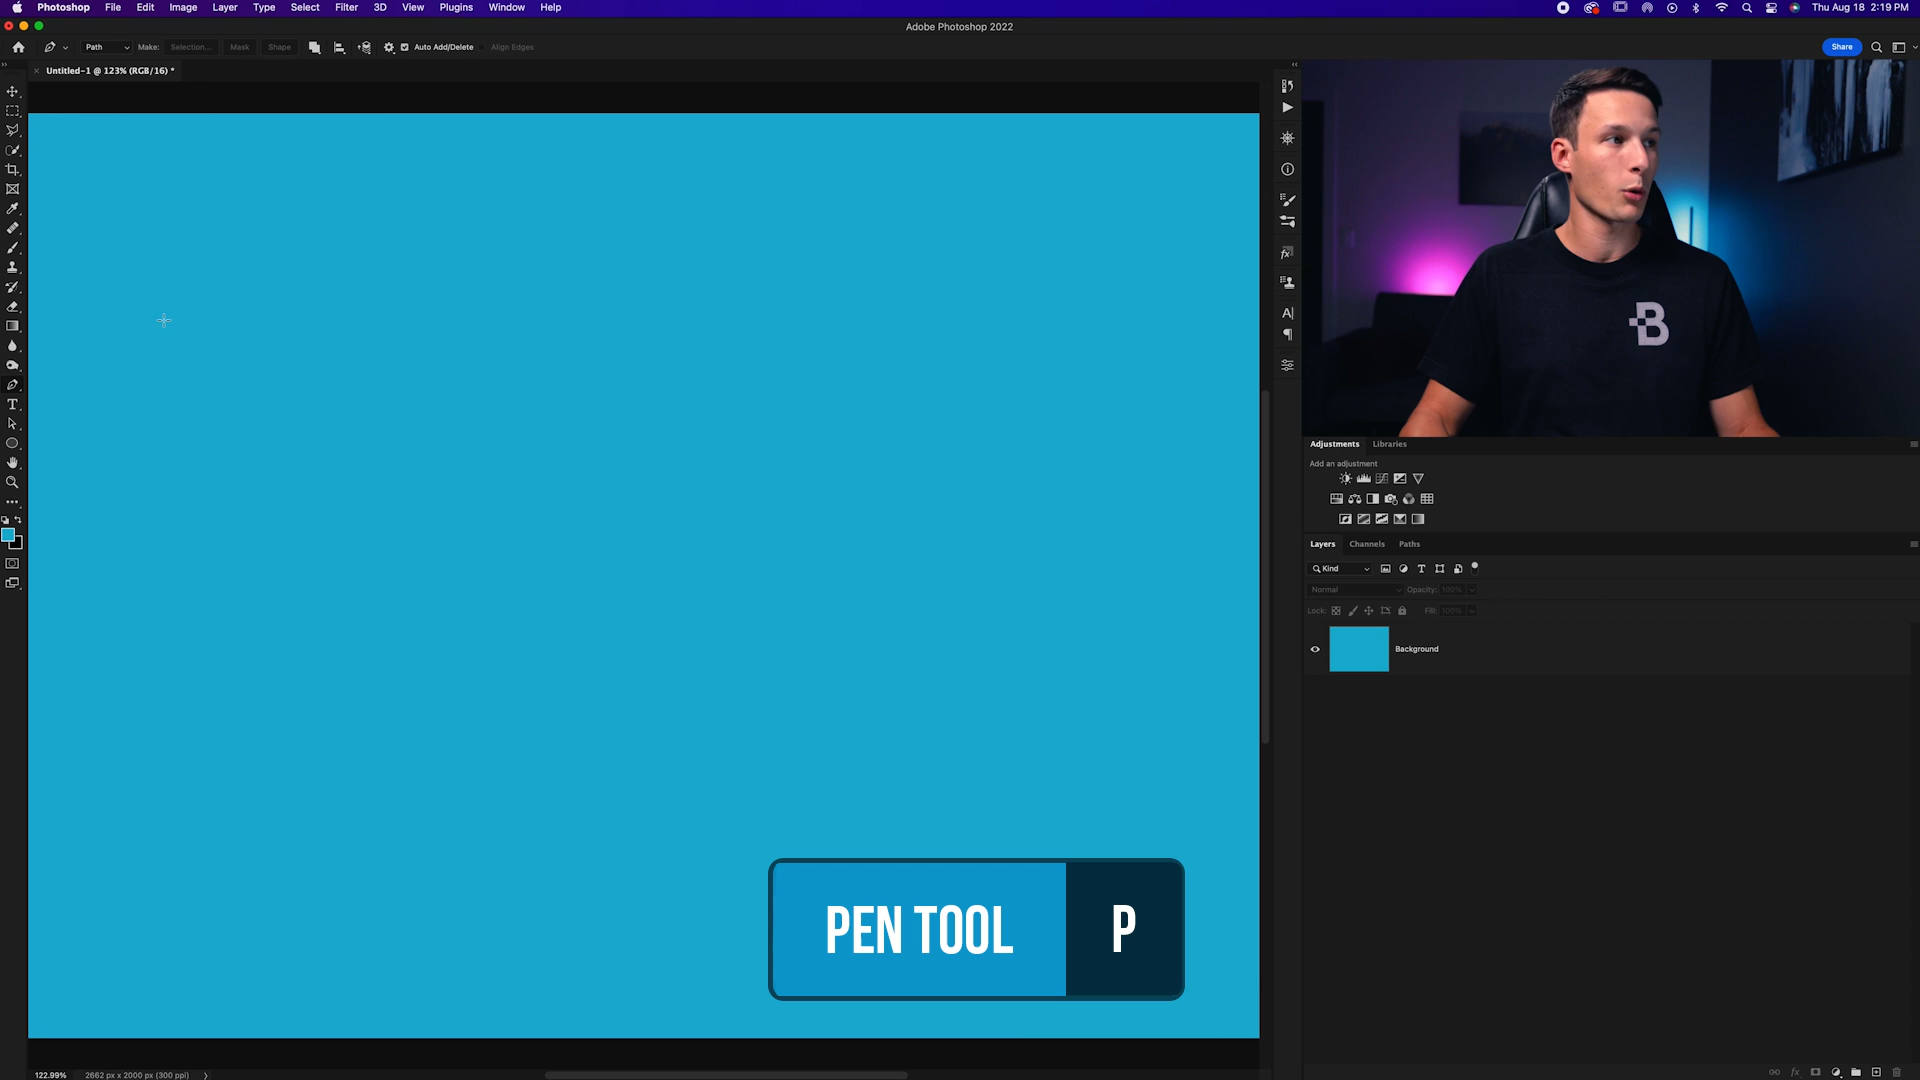 Photoshop File Edit Image Layer Type Select Filter 3D View Plugins Window Help Thu Aug 18 2:19 PM
Adobe Photoshop 2022
Path Make: Selection... Mask Shape Auto Add/Delete Align Edges Share
× Untitled-1 @ 123% (RGB/16) *
B
Adjustments Libraries
Add an adjustment
Layers Channels Paths
Kind
Normal Opacity: 100%
Lock: Fill: 100%
Background
PEN TOOL P
122.99% 2662 px x 2000 px (300 ppi)